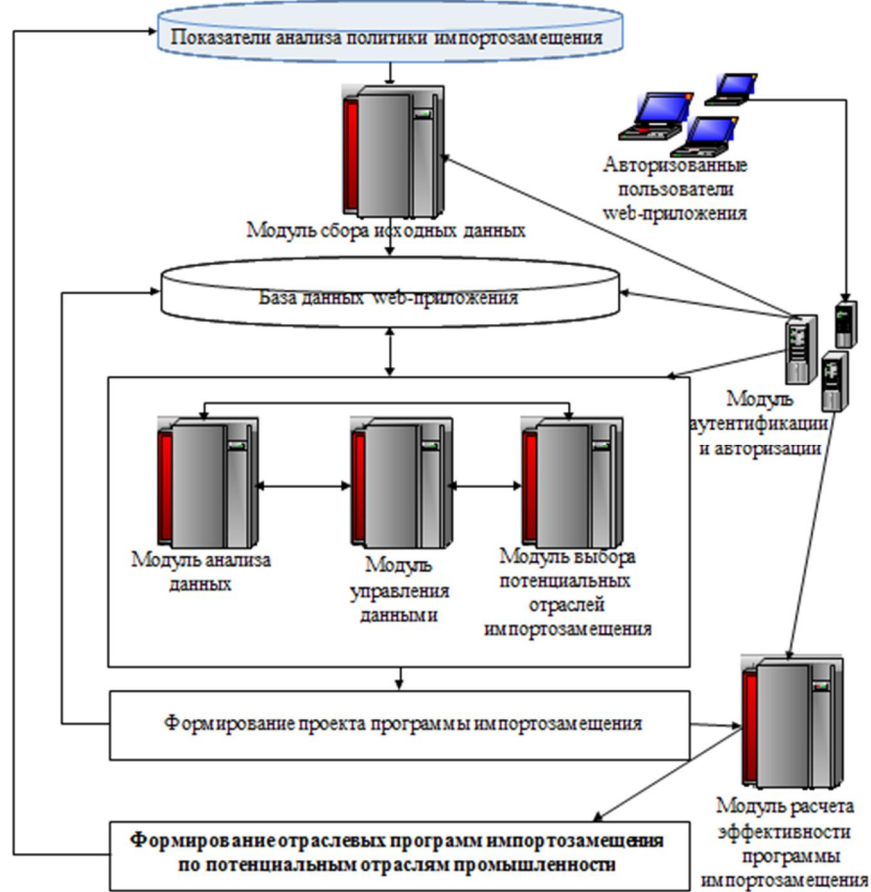 Показатели анализа политики импортозамещения
Авторизованные
пользователи
web-приложения
Модуль сбора исходных данных
База данных web-приложения
Модуль
аутентификации
и авторизации
Модуль анализа
данных
Модуль
управления
данными
Модуль выбора
потенциальных
отраслей
импортозамещения
Формирование проекта программы импортозамещения
Модуль расчета
эффективности
программы
импортозамещения
Формирование отраслевых программ импортозамещения
по потенциальным отраслям промышленности